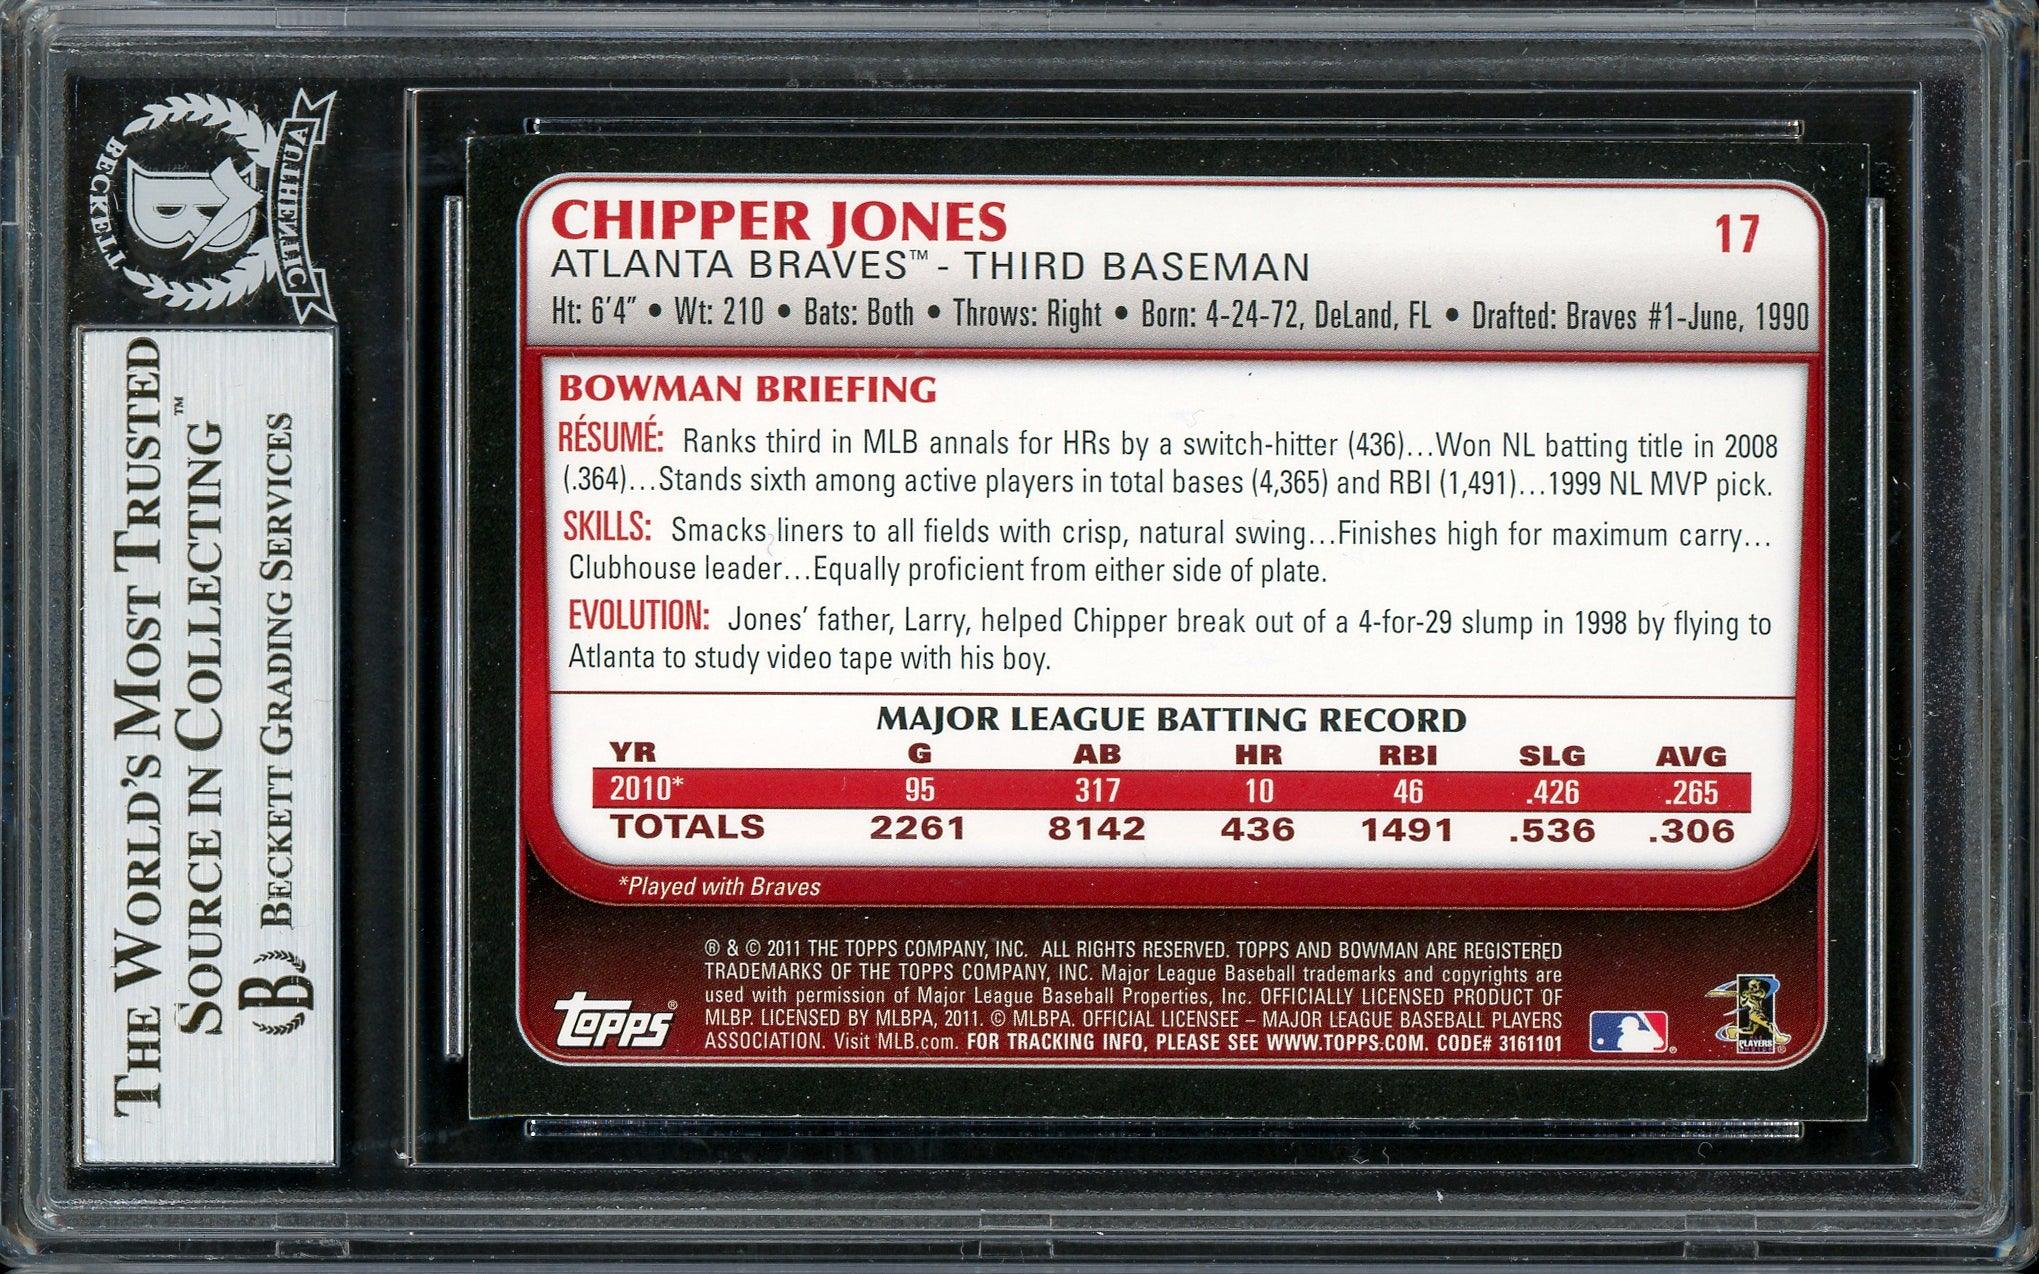 BECKETT
AUTHENTIC
B
THE WORLD'S MOST TRUSTED
SOURCE IN COLLECTING™
B BECKETT GRADING SERVICES
CHIPPER JONES
17
ATLANTA BRAVES™ - THIRD BASEMAN
Ht: 6'4" • Wt: 210 • Bats: Both • Throws: Right • Born: 4-24-72, DeLand, FL • Drafted: Braves #1-June, 1990
BOWMAN BRIEFING
RÉSUMÉ: Ranks third in MLB annals for HRs by a switch-hitter (436)...Won NL batting title in 2008
(.364)...Stands sixth among active players in total bases (4,365) and RBI (1,491)...1999 NL MVP pick.
SKILLS: Smacks liners to all fields with crisp, natural swing...Finishes high for maximum carry...
Clubhouse leader...Equally proficient from either side of plate.
EVOLUTION: Jones' father, Larry, helped Chipper break out of a 4-for-29 slump in 1998 by flying to
Atlanta to study video tape with his boy.
MAJOR LEAGUE BATTING RECORD
YR G AB HR RBI SLG AVG
2010* 95 317 10 46 .426 .265
TOTALS 2261 8142 436 1491 .536 .306
*Played with Braves
® & © 2011 THE TOPPS COMPANY, INC. ALL RIGHTS RESERVED. TOPPS AND BOWMAN ARE REGISTERED
TRADEMARKS OF THE TOPPS COMPANY, INC. Major League Baseball trademarks and copyrights are
used with permission of Major League Baseball Properties, Inc. OFFICIALLY LICENSED PRODUCT OF
MLBP. LICENSED BY MLBPA, 2011. © MLBPA. OFFICIAL LICENSEE – MAJOR LEAGUE BASEBALL PLAYERS
ASSOCIATION. Visit MLB.com. FOR TRACKING INFO, PLEASE SEE WWW.TOPPS.COM. CODE# 3161101
topps®
PLAYERS